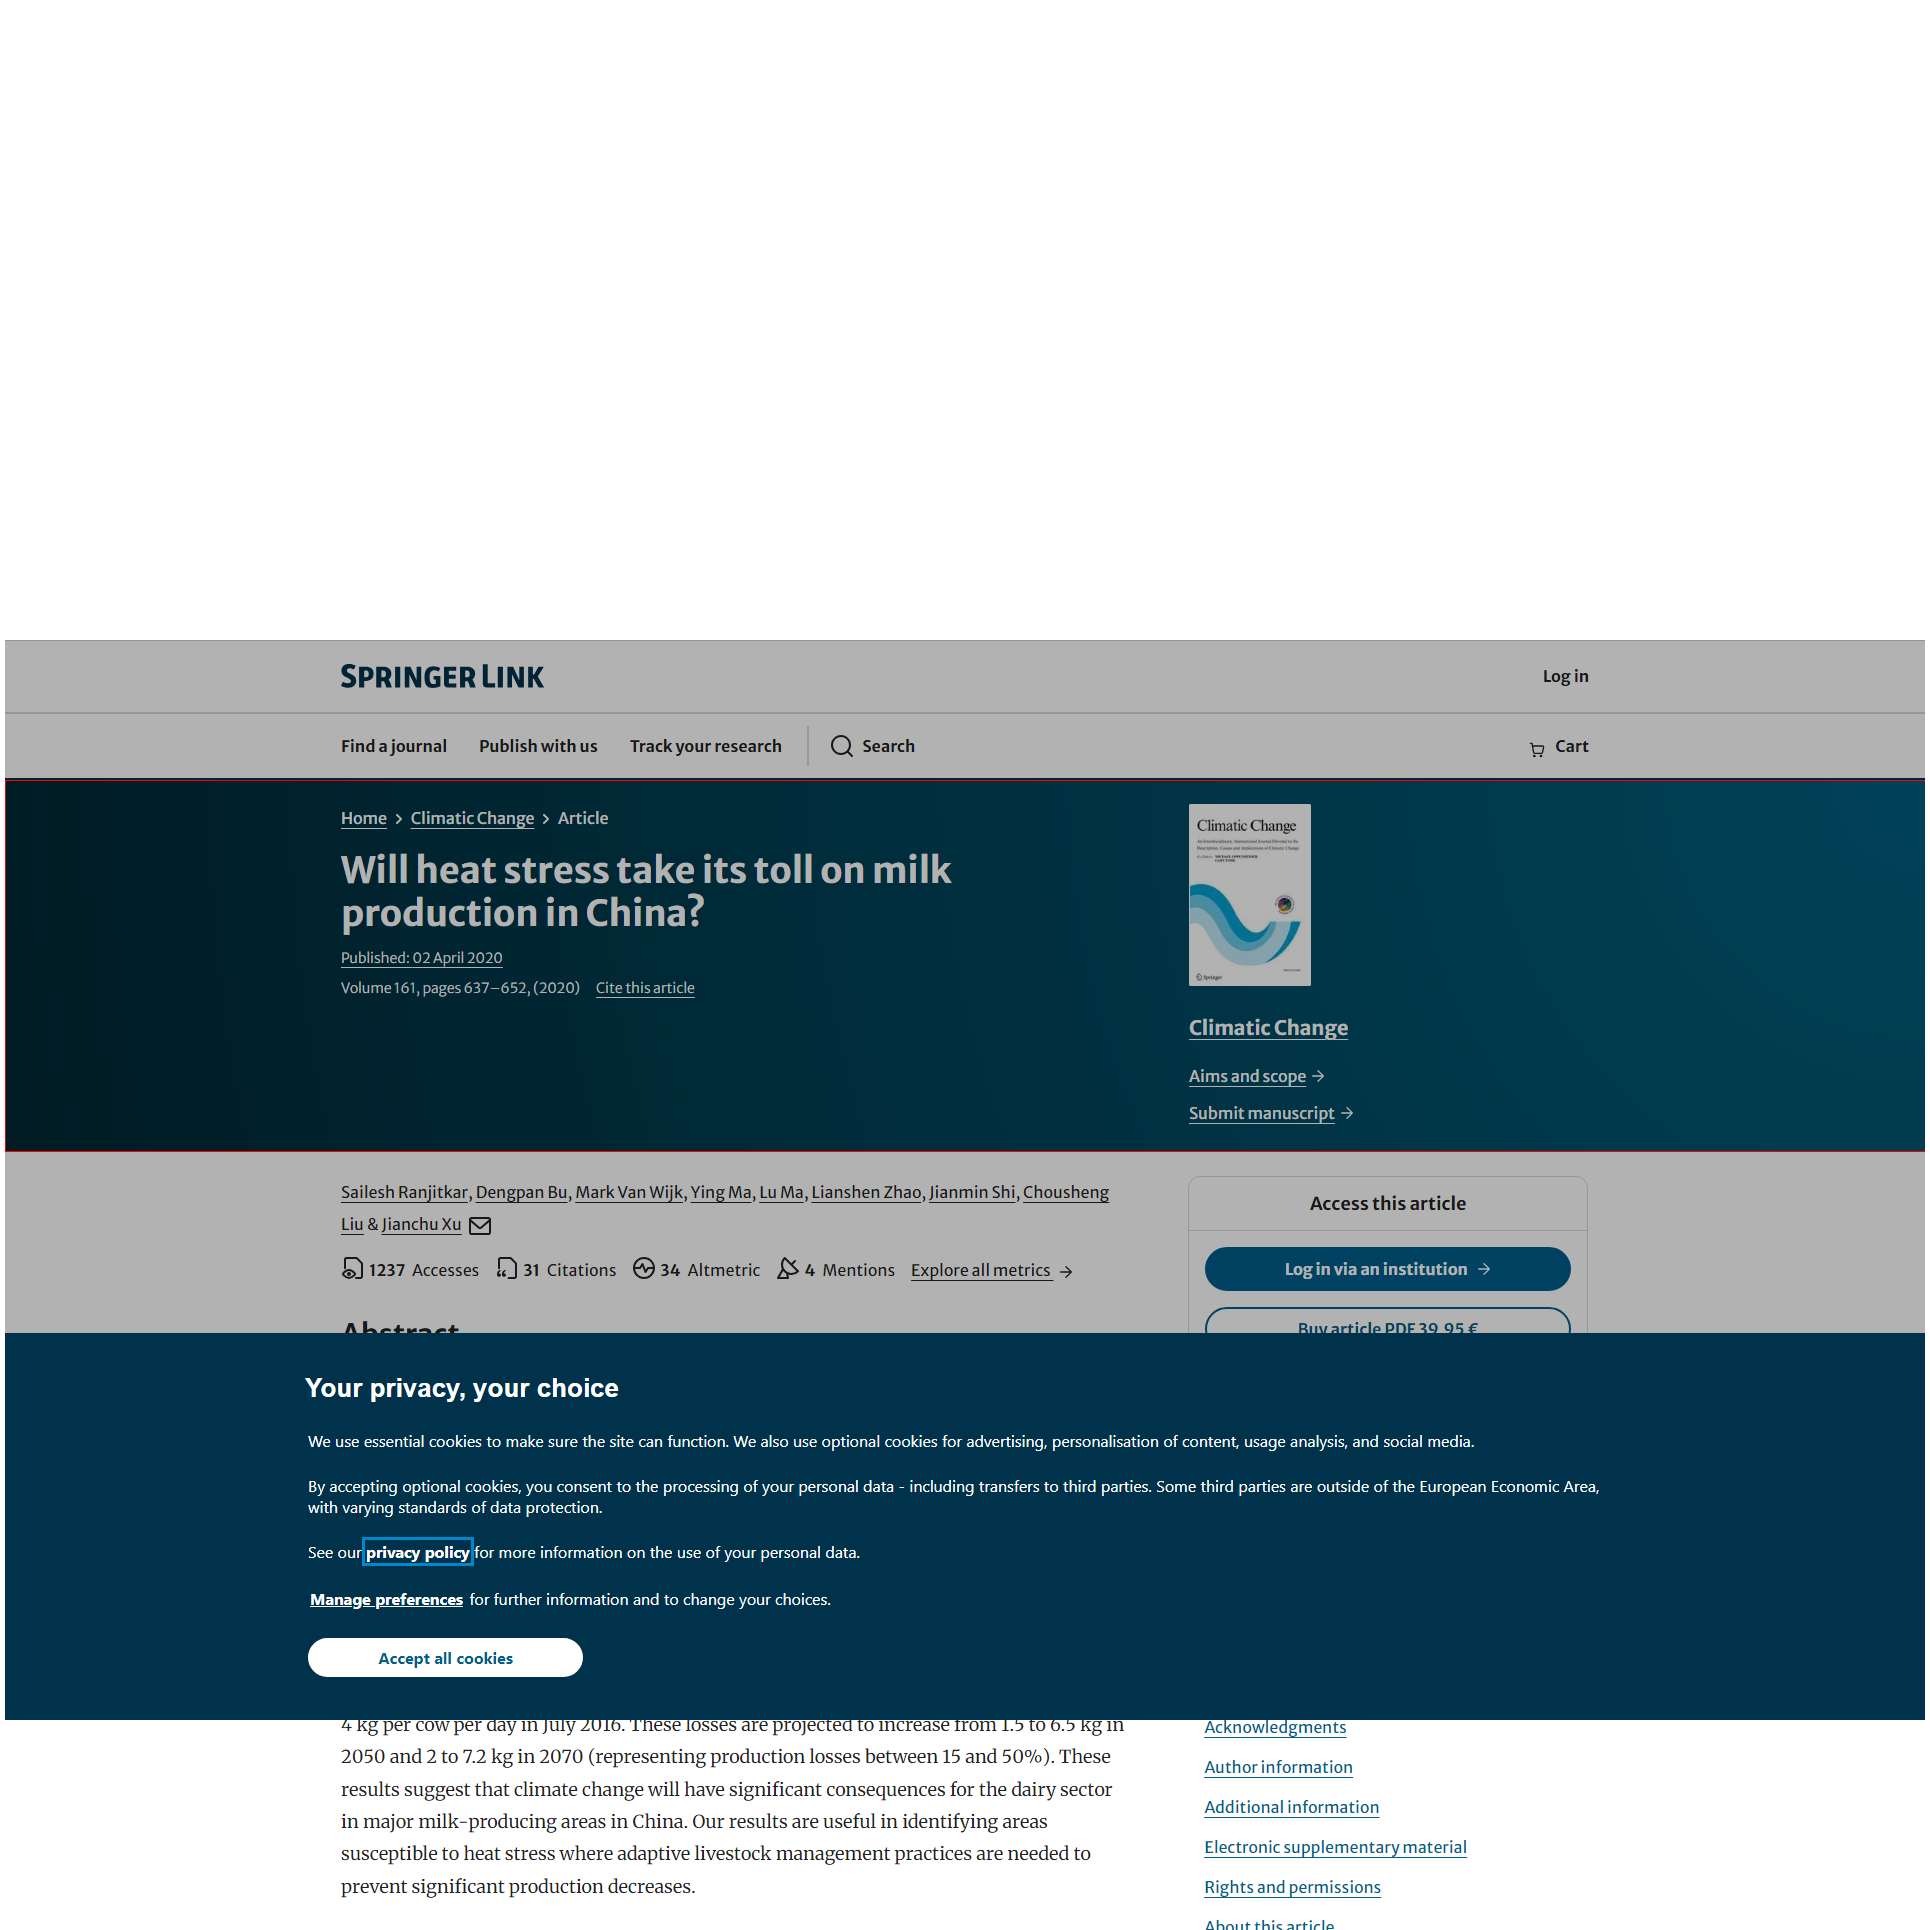 SPRINGER LINK
Log in
Find a journal
Publish with us
Track your research
Search
Cart
Home > Climatic Change > Article
Will heat stress take its toll on milk
production in China?
Published: 02 April 2020
Volume 161, pages 637–652, (2020)
Cite this article
Climatic Change
Springer
Climatic Change
Aims and scope →
Submit manuscript →
Sailesh Ranjitkar, Dengpan Bu, Mark Van Wijk, Ying Ma, Lu Ma, Lianshen Zhao, Jianmin Shi, Chousheng
Liu & Jianchu Xu
1237 Accesses
31 Citations
34 Altmetric
4 Mentions
Explore all metrics →
Abstract
Access this article
Log in via an institution →
Buy article PDF 39,95 €
Your privacy, your choice
We use essential cookies to make sure the site can function. We also use optional cookies for advertising, personalisation of content, usage analysis, and social media.
By accepting optional cookies, you consent to the processing of your personal data - including transfers to third parties. Some third parties are outside of the European Economic Area,
with varying standards of data protection.
See our privacy policy for more information on the use of your personal data.
Manage preferences for further information and to change your choices.
Accept all cookies
4 kg per cow per day in July 2016. These losses are projected to increase from 1.5 to 6.5 kg in
2050 and 2 to 7.2 kg in 2070 (representing production losses between 15 and 50%). These
results suggest that climate change will have significant consequences for the dairy sector
in major milk-producing areas in China. Our results are useful in identifying areas
susceptible to heat stress where adaptive livestock management practices are needed to
prevent significant production decreases.
Acknowledgments
Author information
Additional information
Electronic supplementary material
Rights and permissions
About this article